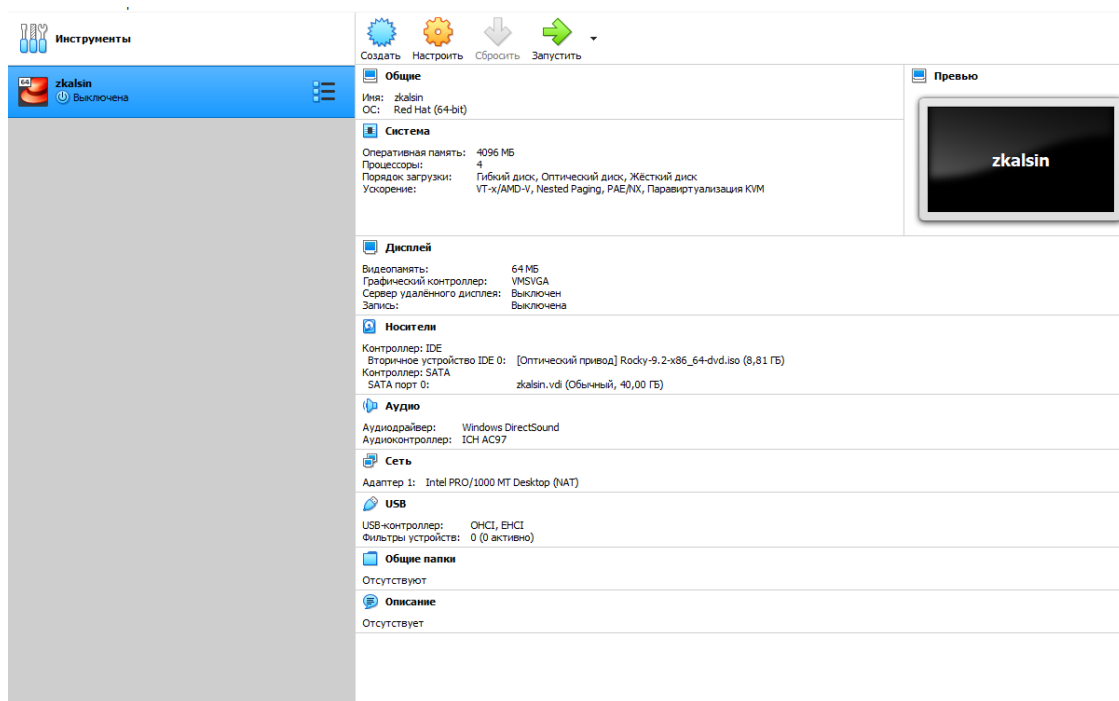 Инструменты
Создать Настроить Сбросить Запустить
64 zkalsin
Выключена
Общие
Имя: zkalsin
ОС: Red Hat (64-bit)
Превью
zkalsin
Система
Оперативная память: 4096 МБ
Процессоры: 4
Порядок загрузки: Гибкий диск, Оптический диск, Жёсткий диск
Ускорение: VT-x/AMD-V, Nested Paging, PAE/NX, Паравиртуализация KVM
Дисплей
Видеопамять: 64 МБ
Графический контроллер: VMSVGA
Сервер удалённого дисплея: Выключен
Запись: Выключена
Носители
Контроллер: IDE
Вторичное устройство IDE 0: [Оптический привод] Rocky-9.2-x86_64-dvd.iso (8,81 ГБ)
Контроллер: SATA
SATA порт 0: zkalsin.vdi (Обычный, 40,00 ГБ)
Аудио
Аудиодрайвер: Windows DirectSound
Аудиоконтроллер: ICH AC97
Сеть
Адаптер 1: Intel PRO/1000 MT Desktop (NAT)
USB
USB-контроллер: OHCI, EHCI
Фильтры устройств: 0 (0 активно)
Общие папки
Отсутствуют
Описание
Отсутствует